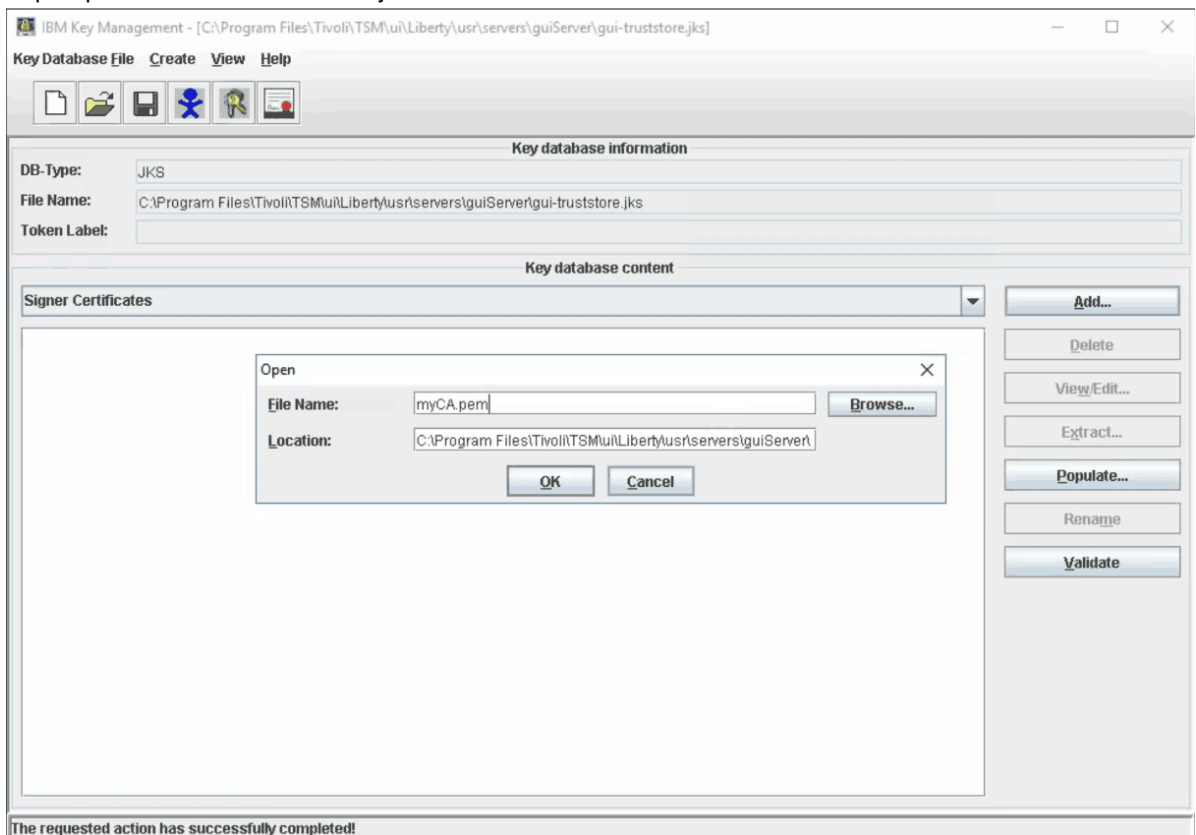 IBM Key Management - [C:\Program Files\Tivoli\TSM\ui\Liberty\usr\servers\guiServer\gui-truststore.jks]
Key Database File Create View Help
Key database information
DB-Type: JKS
File Name: C:\Program Files\Tivoli\TSM\ui\Liberty\usr\servers\guiServer\gui-truststore.jks
Token Label:
Key database content
Signer Certificates
Add...
Delete
View/Edit...
Extract...
Populate...
Rename
Validate
Open
File Name: myCA.pem Browse...
Location: C:\Program Files\Tivoli\TSM\ui\Liberty\usr\servers\guiServer\
OK Cancel
The requested action has successfully completed!